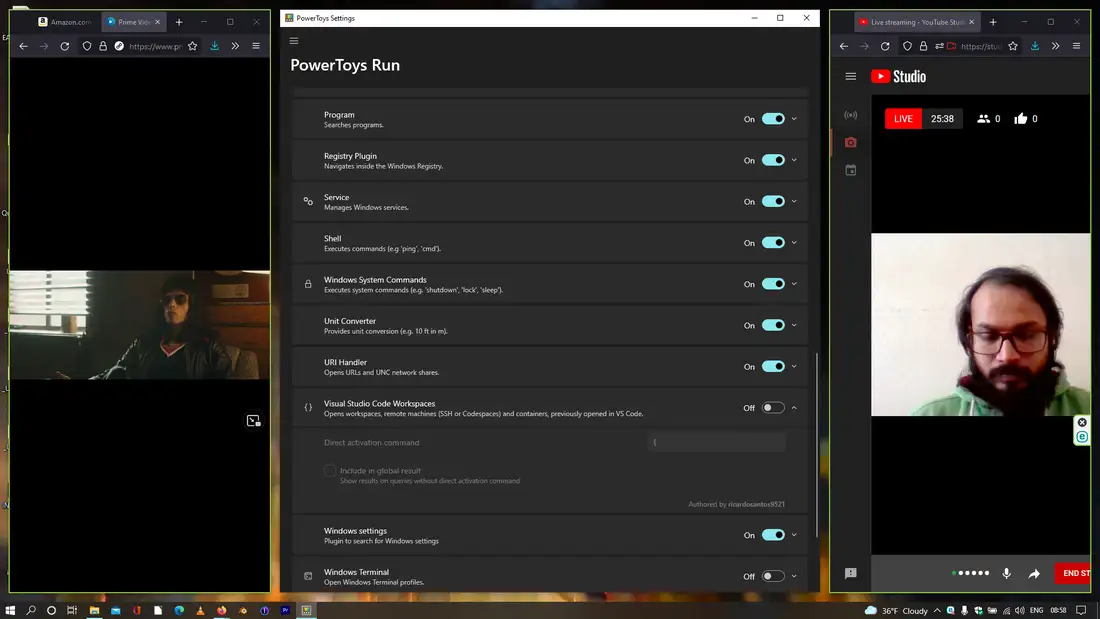 Amazon.com
Prime Vide
https://www.pr
PowerToys Settings
PowerToys Run
Program
Searches programs.
On
Registry Plugin
Navigates inside the Windows Registry.
On
Service
Manages Windows services.
On
Shell
Executes commands (e.g 'ping', 'cmd').
On
Windows System Commands
Executes system commands (e.g. 'shutdown', 'lock', 'sleep').
On
Unit Converter
Provides unit conversion (e.g. 10 ft in m).
On
URI Handler
Opens URLs and UNC network shares.
On
Visual Studio Code Workspaces
Opens workspaces, remote machines (SSH or Codespaces) and containers, previously opened in VS Code.
Off
Direct activation command
{
Include in global result
Show results on queries without direct activation command
Authored by ricardosantos9521
Windows settings
Plugin to search for Windows settings
On
Windows Terminal
Open Windows Terminal profiles.
Off
Live streaming - YouTube Studi
https://stud
Studio
LIVE
25:38
0
0
END ST
36°F Cloudy
ENG
08:58